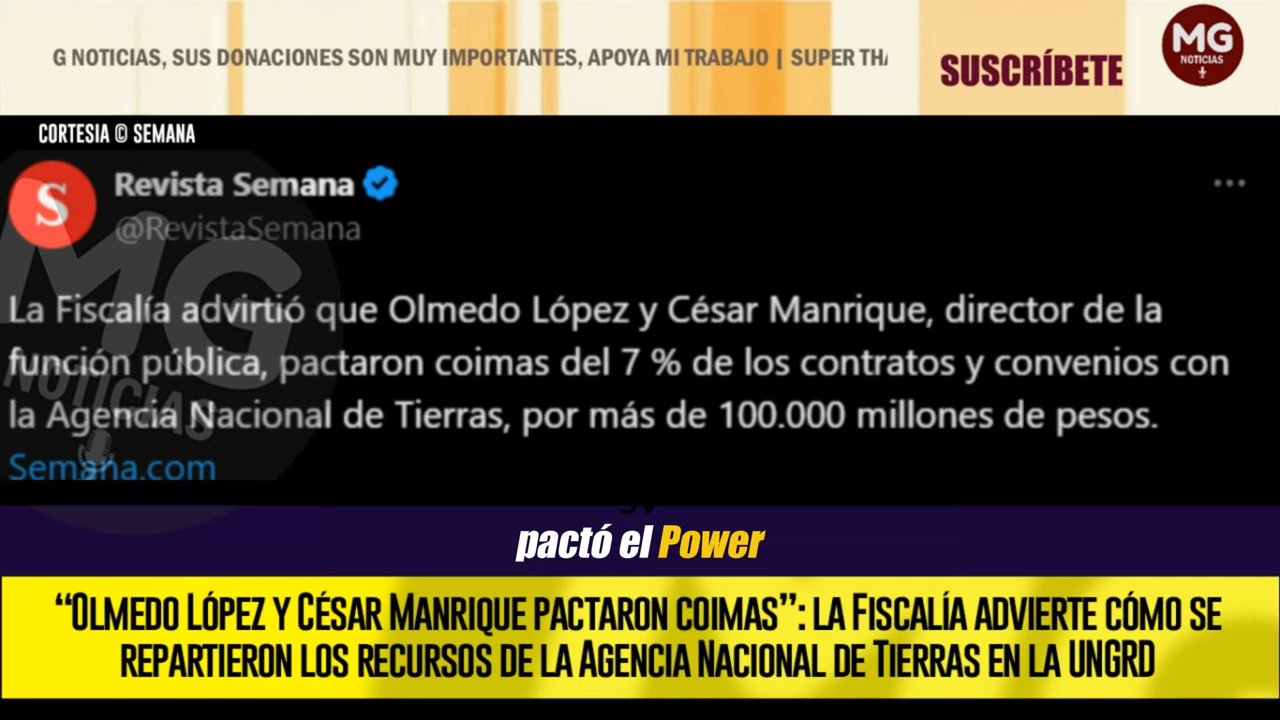 G NOTICIAS, SUS DONACIONES SON MUY IMPORTANTES, APOYA MI TRABAJO | SUPER THA
SUSCRÍBETE
MG
NOTICIAS
CORTESIA © SEMANA
S
Revista Semana
@RevistaSemana
La Fiscalía advirtió que Olmedo López y César Manrique, director de la
función pública, pactaron coimas del 7 % de los contratos y convenios con
la Agencia Nacional de Tierras, por más de 100.000 millones de pesos.
Semana.com
MG
NOTICIAS
pactó el Power
“OLMEDO LÓPEZ Y CÉSAR MANRIQUE PACTARON COIMAS”: LA FISCALÍA ADVIERTE CÓMO SE
REPARTIERON LOS RECURSOS DE LA AGENCIA NACIONAL DE TIERRAS EN LA UNGRD